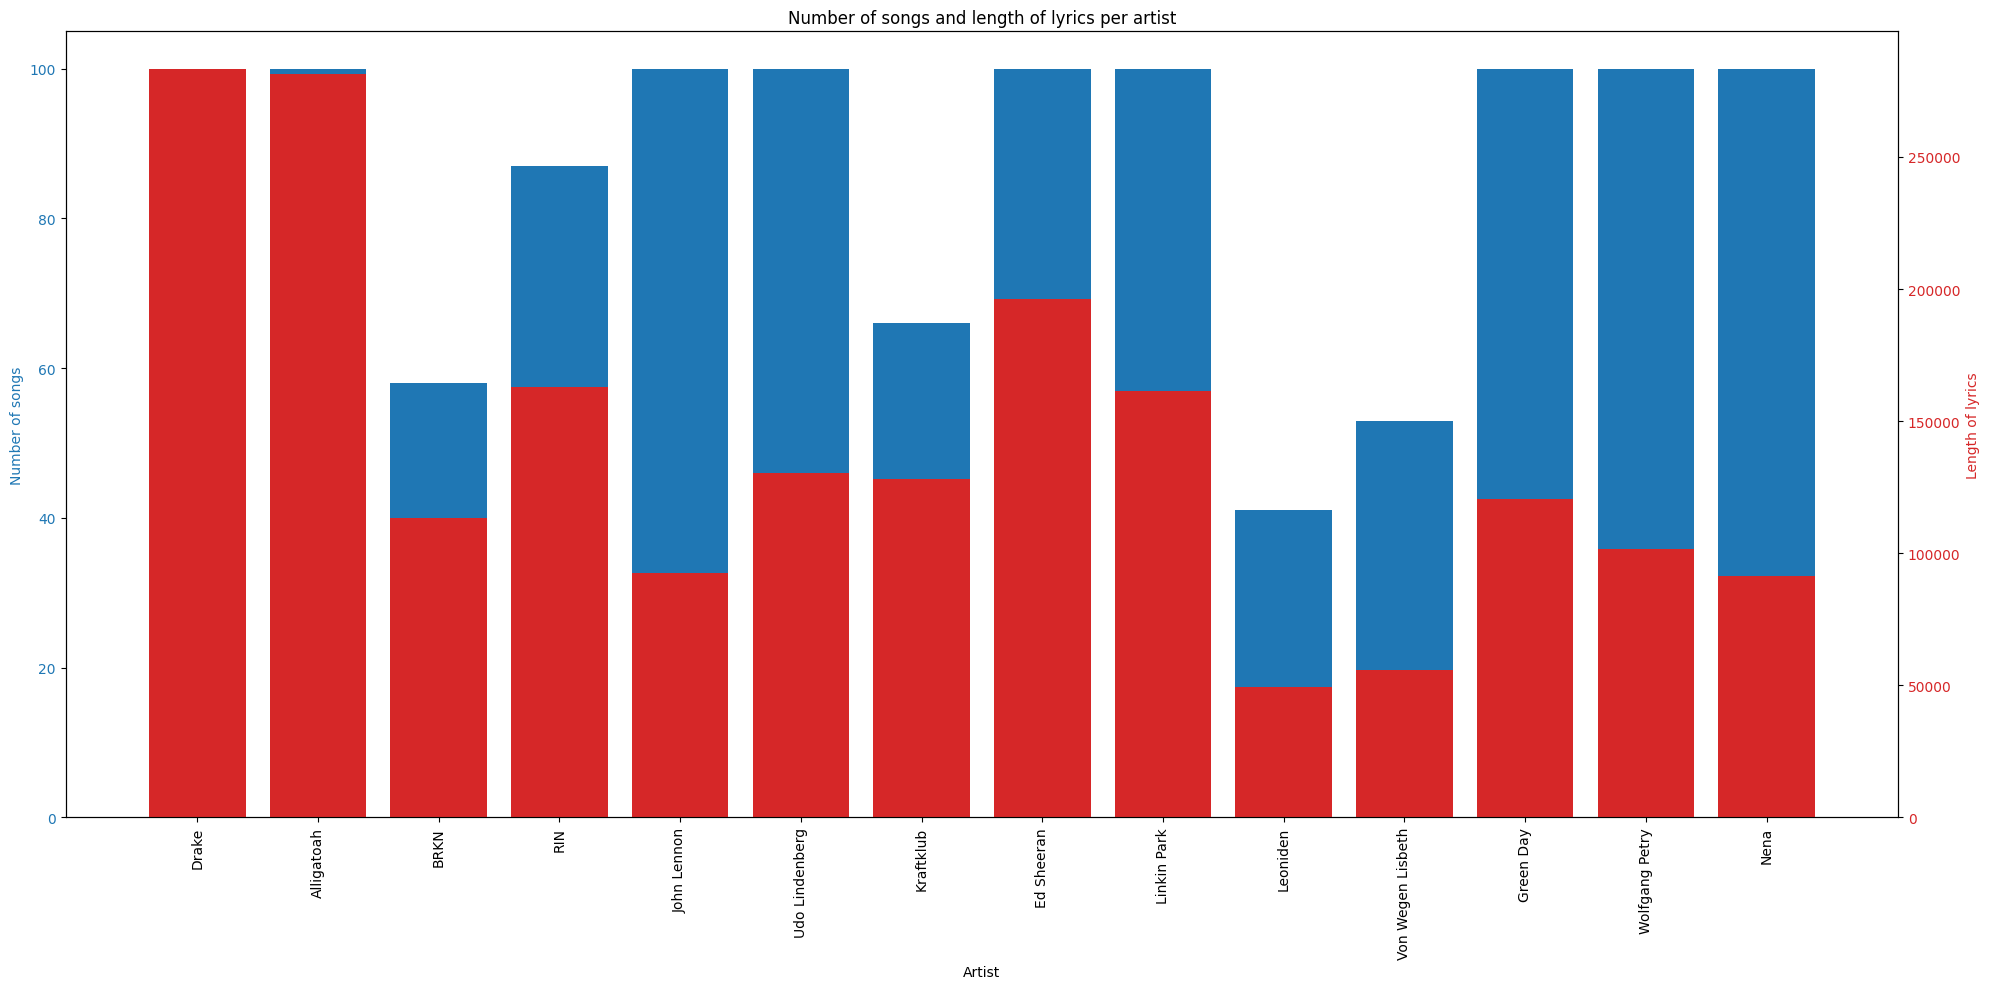 Number of songs and length of lyrics per artist
Number of songs
100
80
60
40
20
0
250000
200000
150000
100000
50000
0
Length of lyrics
Drake
Alligatoah
BRKN
RIN
John Lennon
Udo Lindenberg
Kraftklub
Ed Sheeran
Linkin Park
Leoniden
Von Wegen Lisbeth
Green Day
Wolfgang Petry
Nena
Artist